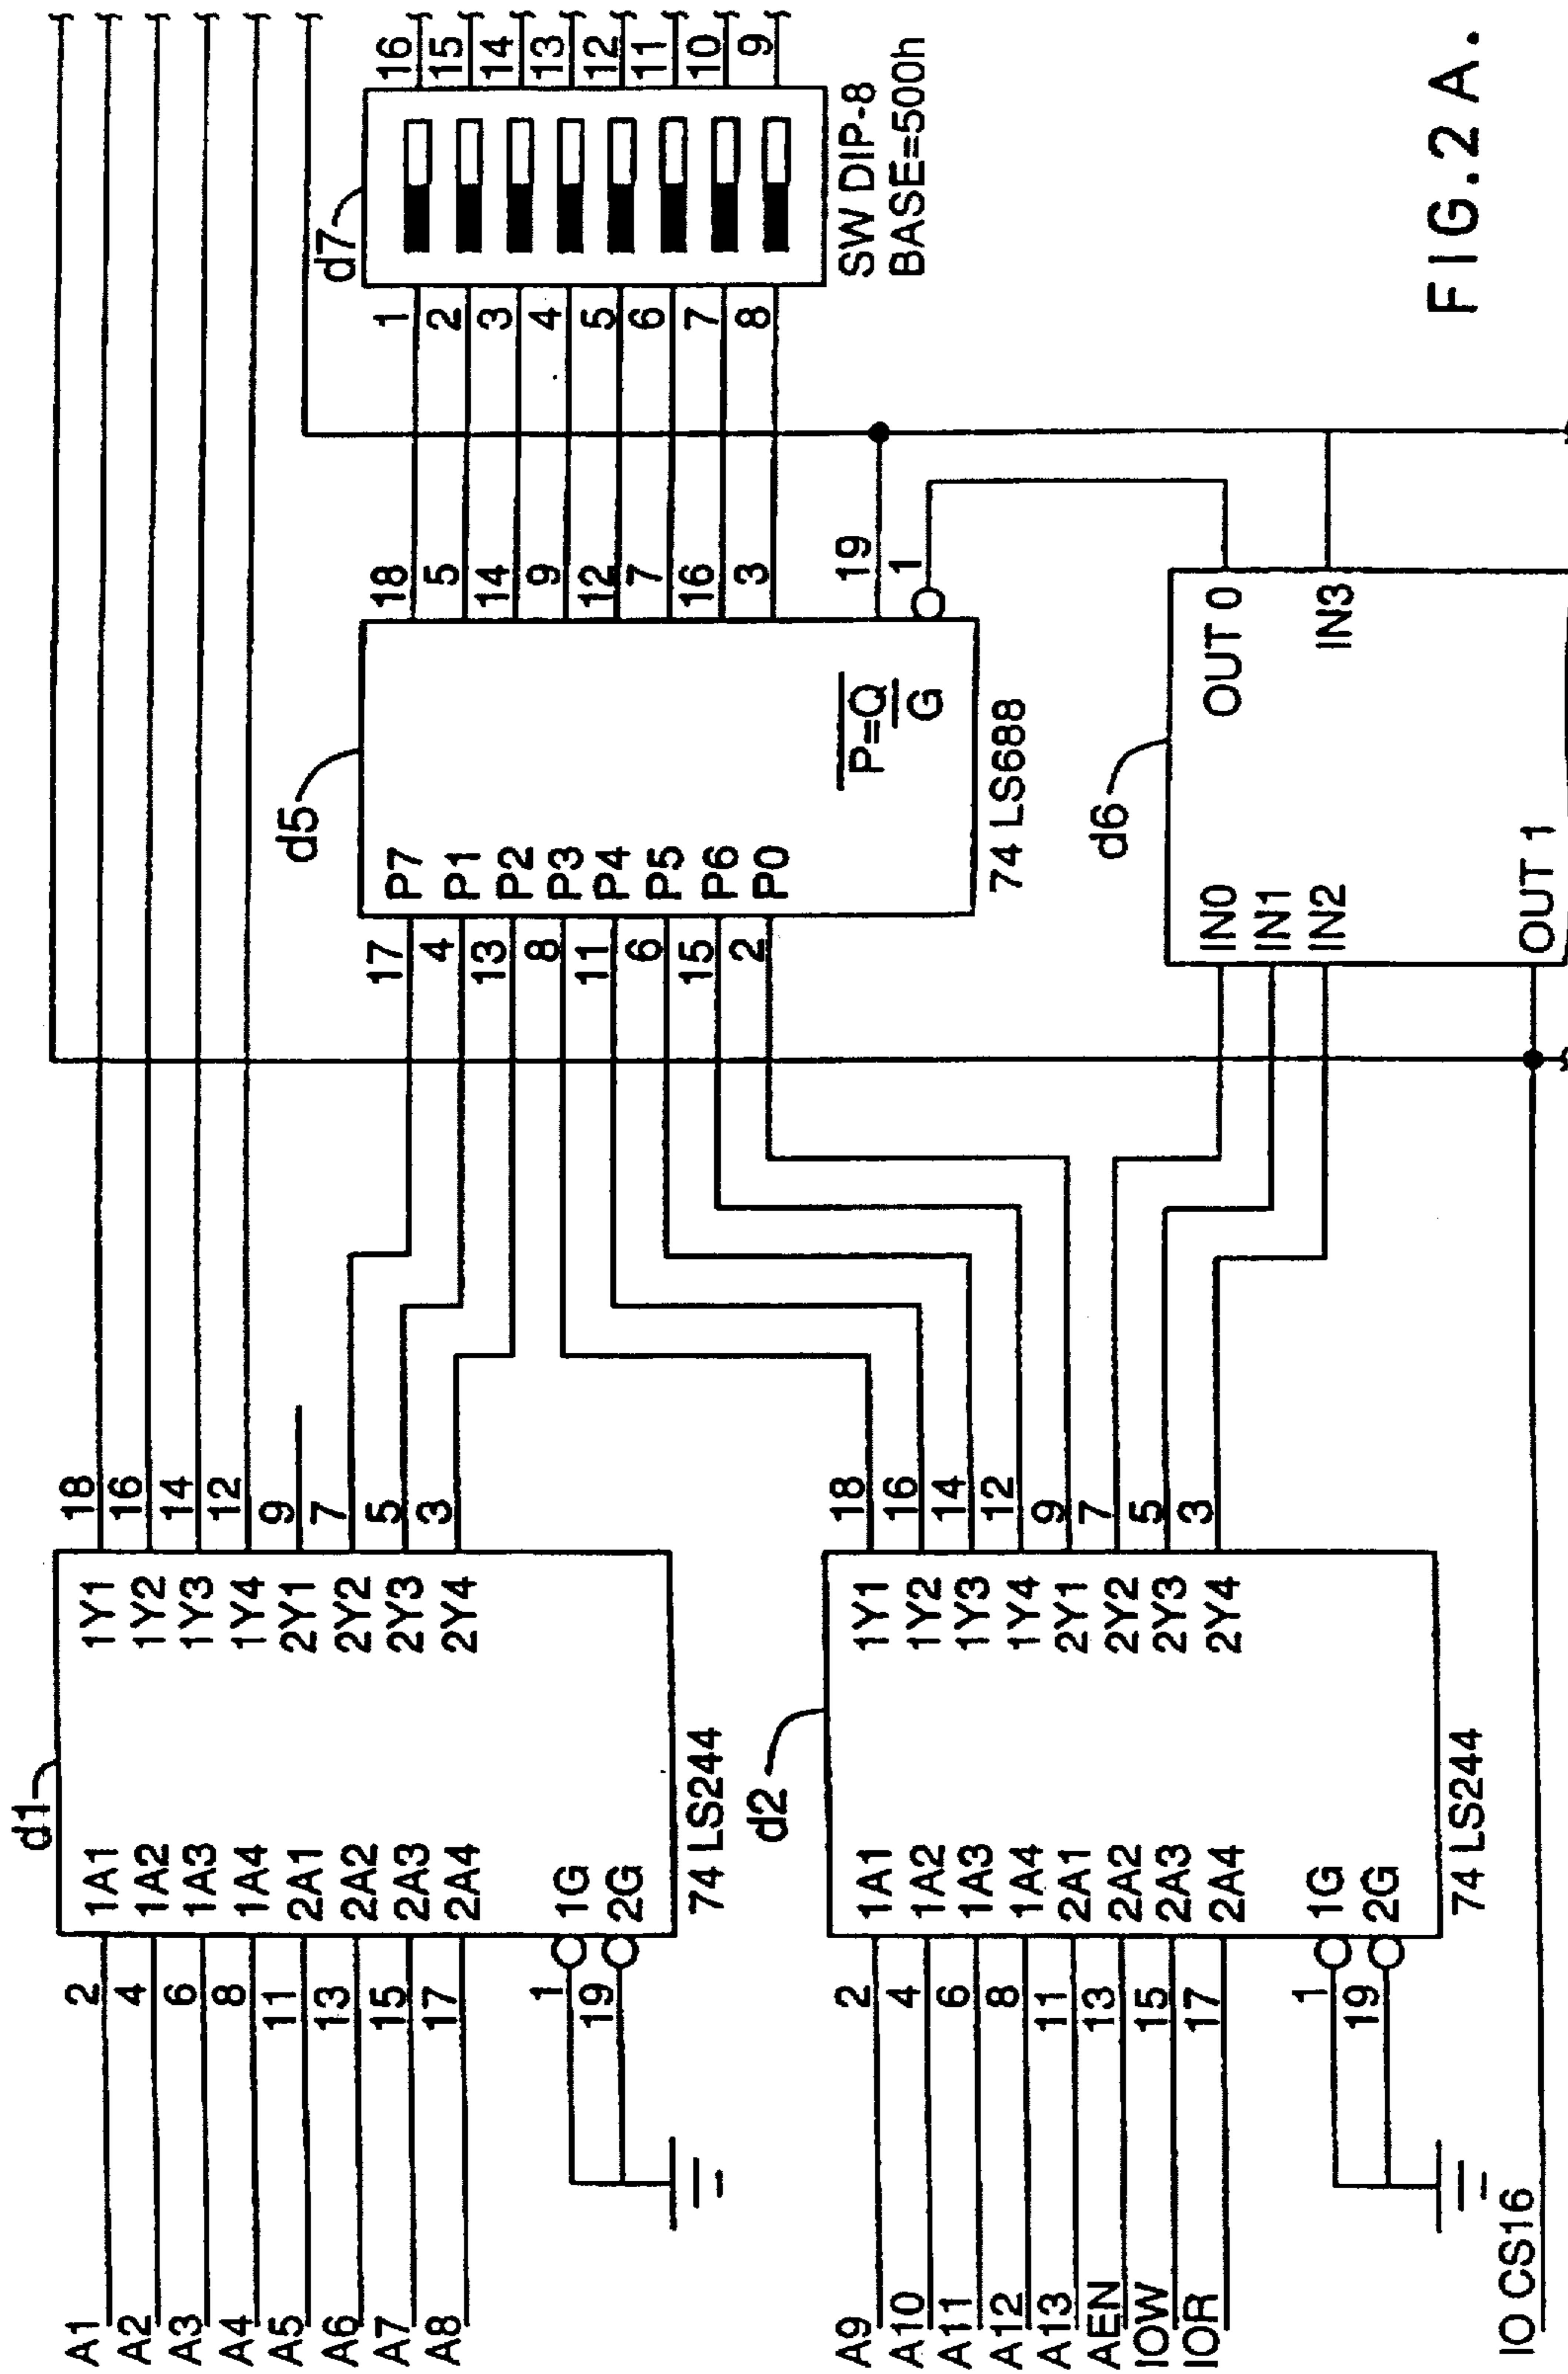 A1
A2
A3
A4
A5
A6
A7
A8
2
4
6
8
11
13
15
17
1
19
d1
1A1
1A2
1A3
1A4
2A1
2A2
2A3
2A4
1G
2G
1Y1
1Y2
1Y3
1Y4
2Y1
2Y2
2Y3
2Y4
74 LS244
18
16
14
12
9
7
5
3
A9
A10
A11
A12
A13
AEN
IOW
IOR
2
4
6
8
11
13
15
17
1
19
d2
1A1
1A2
1A3
1A4
2A1
2A2
2A3
2A4
1G
2G
1Y1
1Y2
1Y3
1Y4
2Y1
2Y2
2Y3
2Y4
74 LS244
18
16
14
12
9
7
5
3
IO CS16
17
4
13
8
11
6
15
2
d5
P7
P1
P2
P3
P4
P5
P6
P0
P=Q
G
74 LS688
18
5
14
9
12
7
16
3
19
1
d6
IN0
IN1
IN2
OUT 1
OUT 0
IN3
1
2
3
4
5
6
7
8
d7
16
15
14
13
12
11
10
9
SW DIP-8
BASE=500h
FIG.2A.